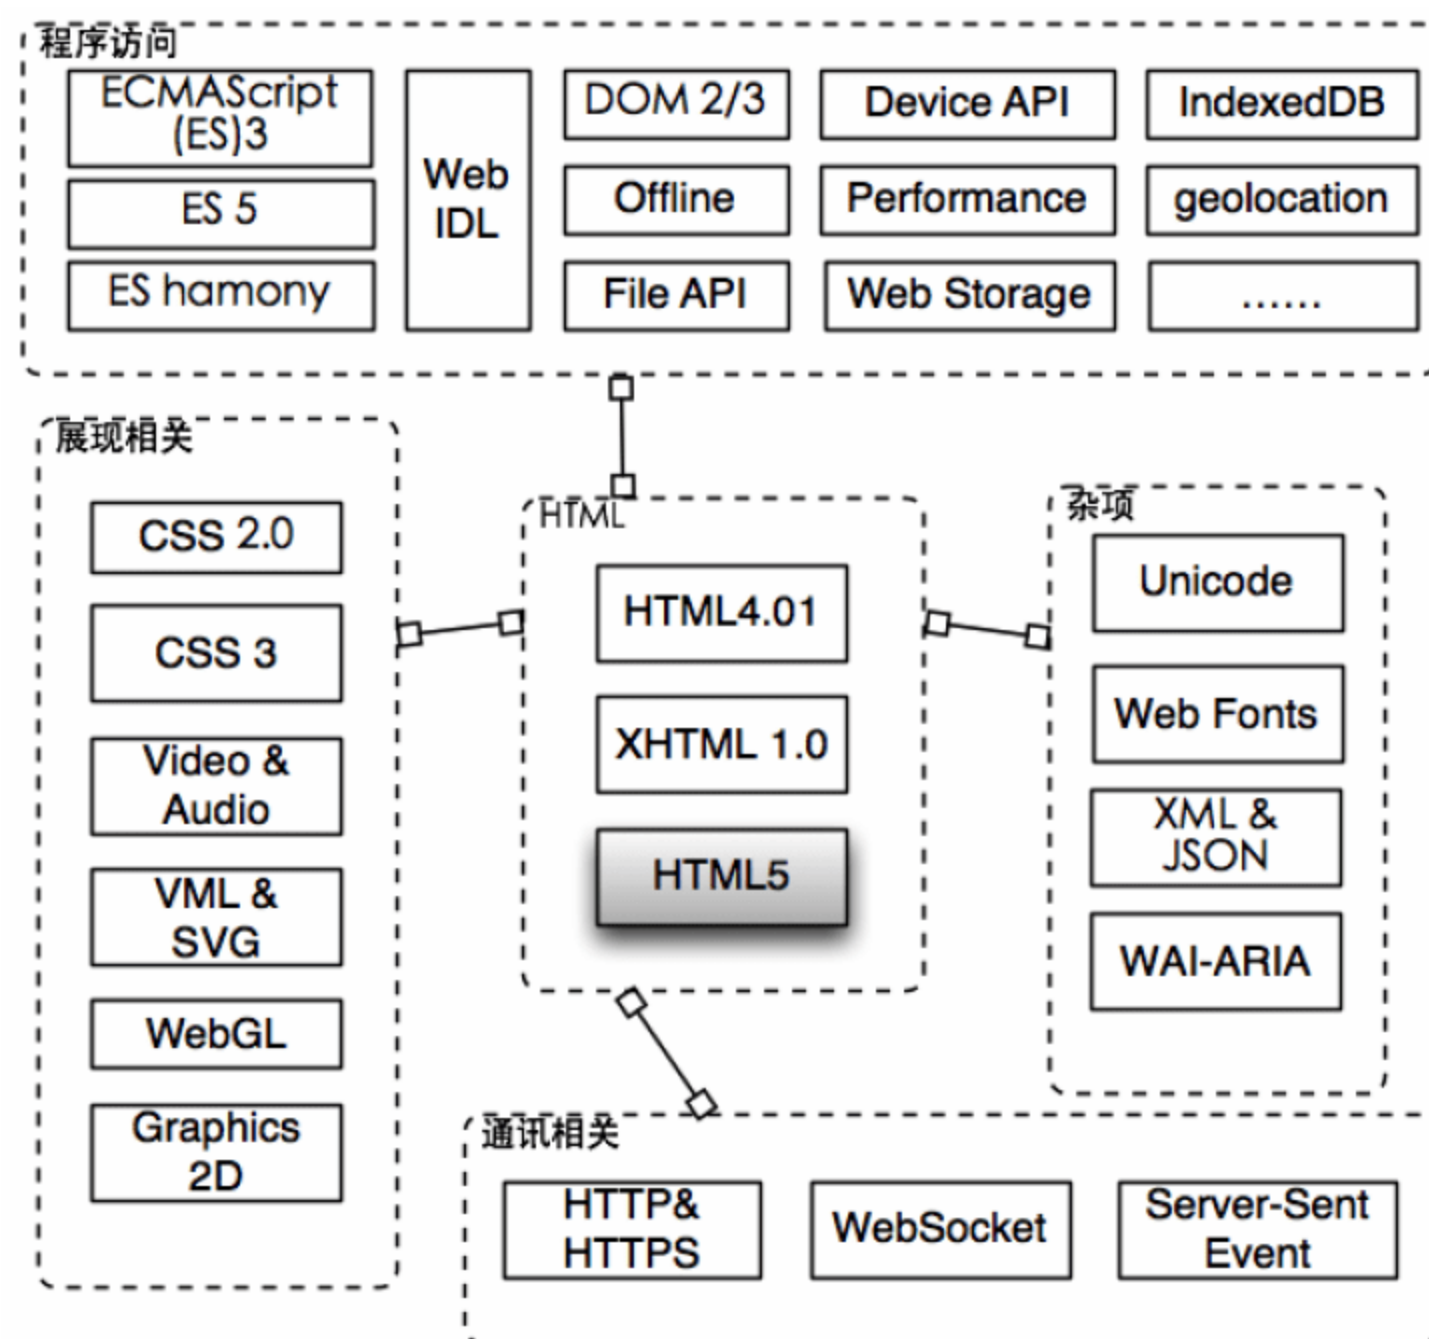 程序访问
ECMAScript
(ES)3
ES 5
ES hamony
Web
IDL
DOM 2/3
Device API
IndexedDB
Offline
Performance
geolocation
File API
Web Storage
......
展现相关
CSS 2.0
CSS 3
Video &
Audio
VML &
SVG
WebGL
Graphics
2D
HTML
HTML4.01
XHTML 1.0
HTML5
杂项
Unicode
Web Fonts
XML &
JSON
WAI-ARIA
通讯相关
HTTP&
HTTPS
WebSocket
Server-Sent
Event